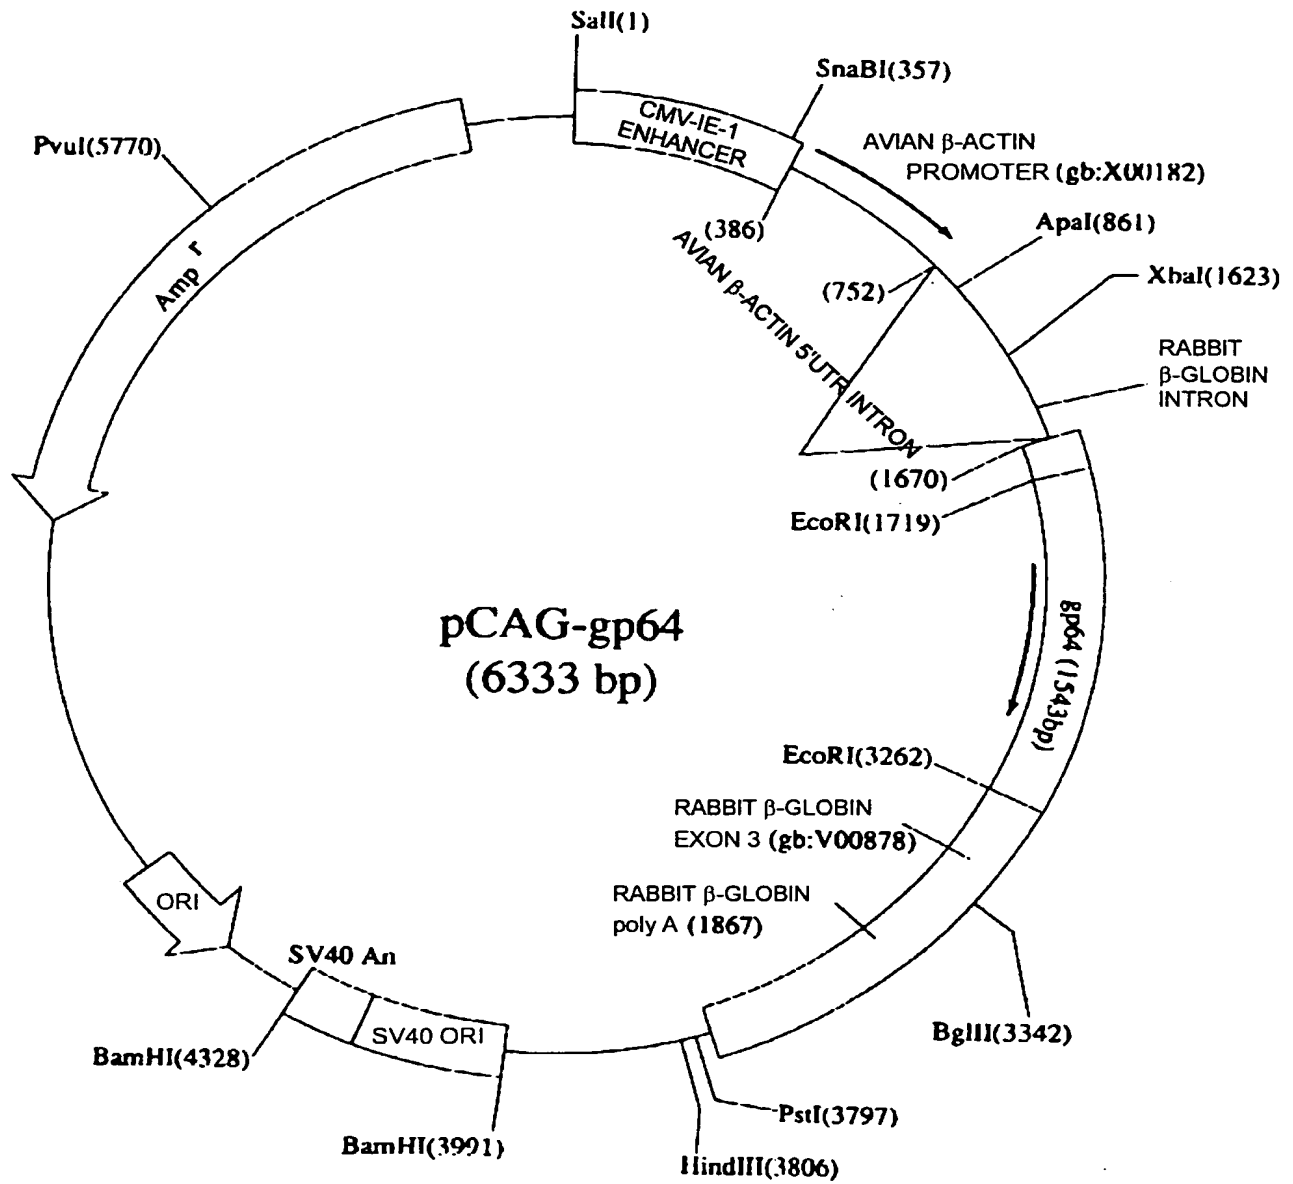 SalI(1)
SnaBI(357)
CMV-IE-1
ENHANCER
AVIAN β-ACTIN
PROMOTER (gb:X00182)
(386)
ApaI(861)
AVIAN β-ACTIN 5'UTR INTRON
(752)
XbaI(1623)
RABBIT
β-GLOBIN
INTRON
(1670)
EcoRI(1719)
PvuI(5770)
Amp r
pCAG-gp64
(6333 bp)
gp64 (1543bp)
EcoRI(3262)
RABBIT β-GLOBIN
EXON 3 (gb:V00878)
RABBIT β-GLOBIN
poly A (1867)
BglII(3342)
ORI
SV40 An
SV40 ORI
BamHI(4328)
BamHI(3991)
PstI(3797)
HindIII(3806)